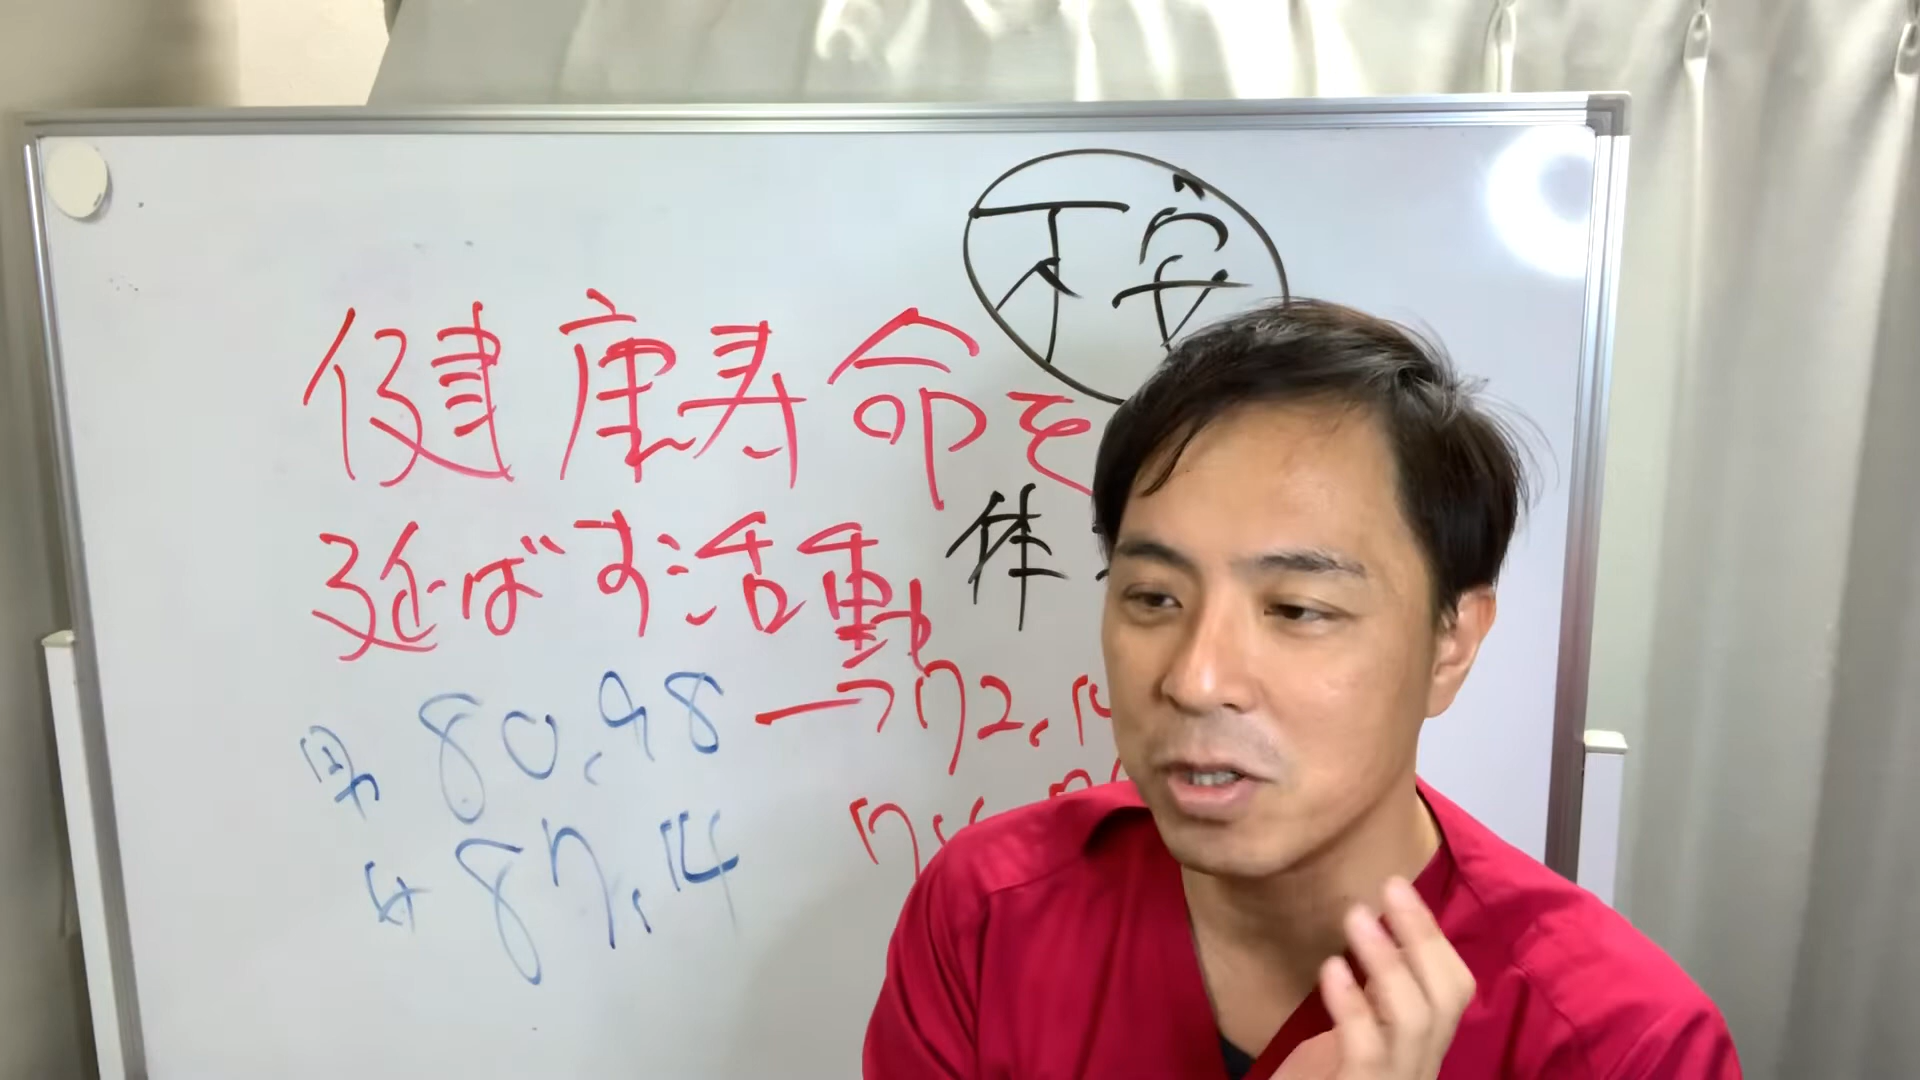 不安
健康寿命を
延ばす活動
体
男 80.98 → 72.14
女 87.14